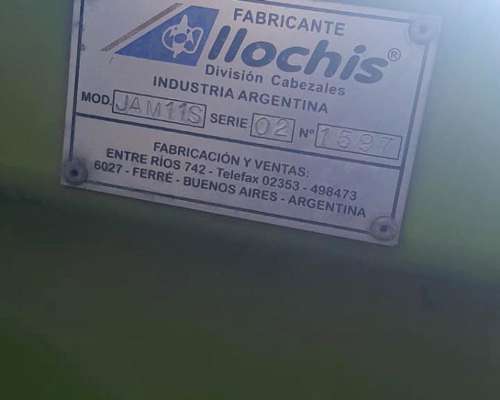 FABRICANTE
Allochis®
División Cabezales
INDUSTRIA ARGENTINA
MOD. JAM11S SERIE 02 Nº 1597
FABRICACIÓN Y VENTAS:
ENTRE RÍOS 742 - Telefax 02353 - 498473
6027 - FERRÉ - BUENOS AIRES - ARGENTINA